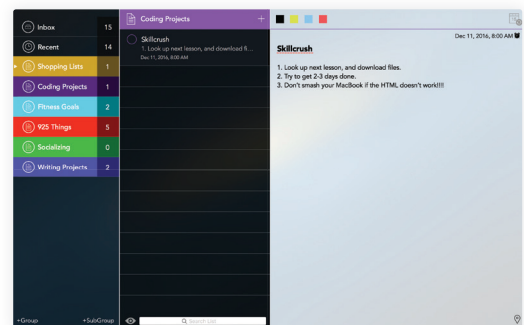 Inbox 15
Recent 14
Shopping Lists 1
Coding Projects 1
Fitness Goals 2
925 Things 5
Socializing 0
Writing Projects 2
+Group +SubGroup
Coding Projects +
Skillcrush
1. Look up next lesson, and download fi...
Dec 11, 2016, 8:00 AM
Search List
Dec 11, 2016, 8:00 AM
Skillcrush
1. Look up next lesson, and download files.
2. Try to get 2-3 days done.
3. Don't smash your MacBook if the HTML doesn't work!!!!